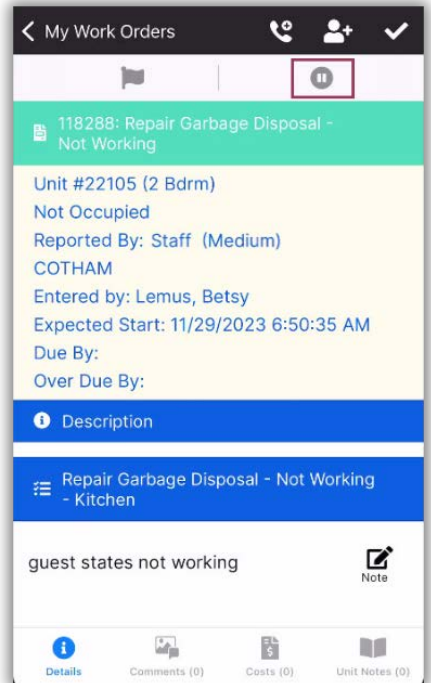 My Work Orders
118288: Repair Garbage Disposal -
Not Working
Unit #22105 (2 Bdrm)
Not Occupied
Reported By: Staff (Medium)
COTHAM
Entered by: Lemus, Betsy
Expected Start: 11/29/2023 6:50:35 AM
Due By:
Over Due By:
Description
Repair Garbage Disposal - Not Working
- Kitchen
guest states not working
Note
Details Comments (0) Costs (0) Unit Notes (0)